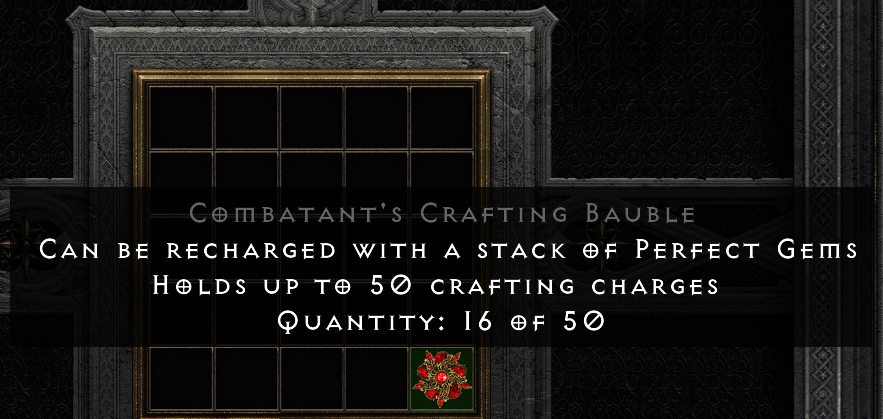 Combatant's Crafting Bauble
Can be recharged with a stack of Perfect Gems
Holds up to 50 crafting charges
Quantity: 16 of 50